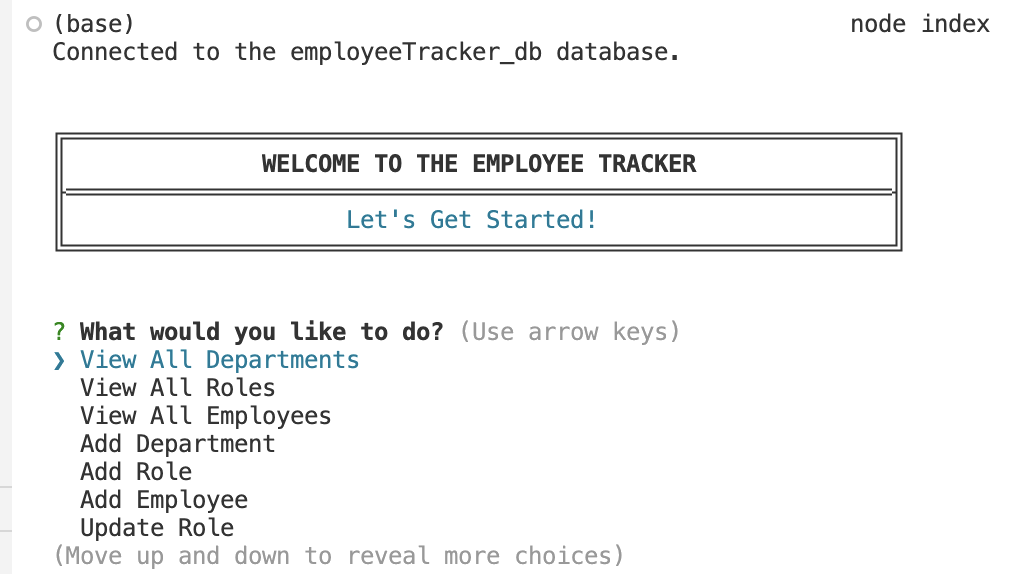 (base) node index
Connected to the employeeTracker_db database.
WELCOME TO THE EMPLOYEE TRACKER
Let's Get Started!
? What would you like to do? (Use arrow keys)
❯ View All Departments
View All Roles
View All Employees
Add Department
Add Role
Add Employee
Update Role
(Move up and down to reveal more choices)